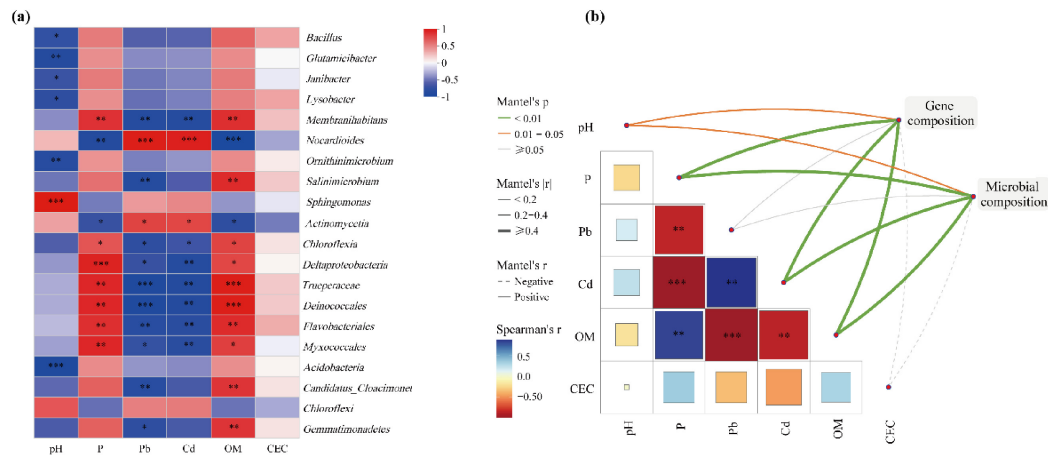 (a)
* Bacillus
** Glutamicibacter
* Janibacter
* Lysobacter
** ** ** ** Membranihabitans
** *** *** *** Nocardioides
** Ornithinimicrobium
** ** Salinimicrobium
*** Sphingomonas
* * * * Actinomycetia
* * * * Chloroflexia
*** * ** * Deltaproteobacteria
** *** ** *** Trueperaceae
** *** ** *** Deinococcales
** ** ** ** Flavobacteriales
** * ** * Myxococcales
*** Acidobacteria
** ** Candidatus_Cloacimonet
Chloroflexi
* ** Gemmatimonadetes
pH P Pb Cd OM CEC
1
0.5
0
-0.5
-1
(b)
Mantel's p
< 0.01
0.01 − 0.05
≥0.05
Mantel's |r|
< 0.2
0.2−0.4
≥0.4
Mantel's r
Negative
Positive
Spearman's r
0.50
0.00
−0.50
Gene
composition
Microbial composition
pH
P
Pb **
Cd *** **
OM ** *** **
CEC
pH P Pb Cd OM CEC